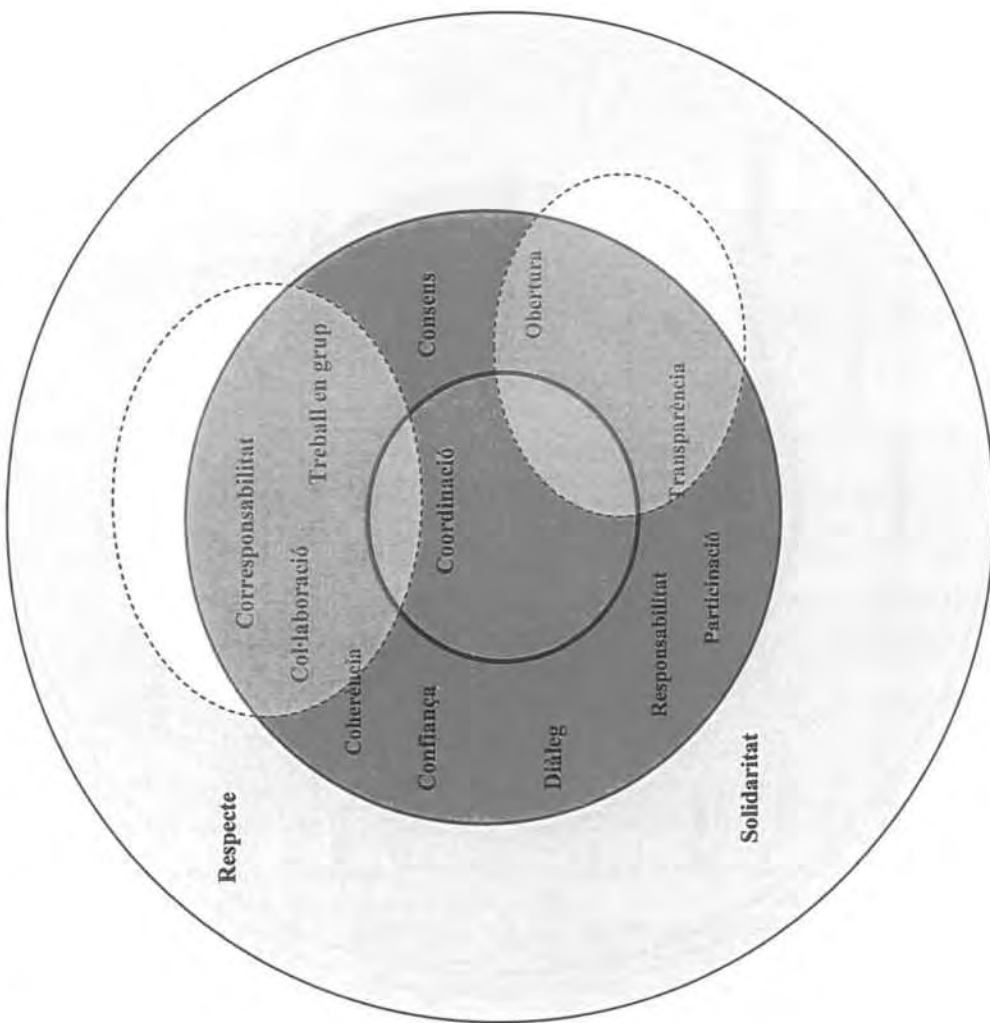 Respecte
Corresponsabilitat
Col·laboració
Treball en grup
Coherència
Confiança
Consens
Coordinació
Obertura
Diàleg
Responsabilitat
Transparència
Participació
Solidaritat